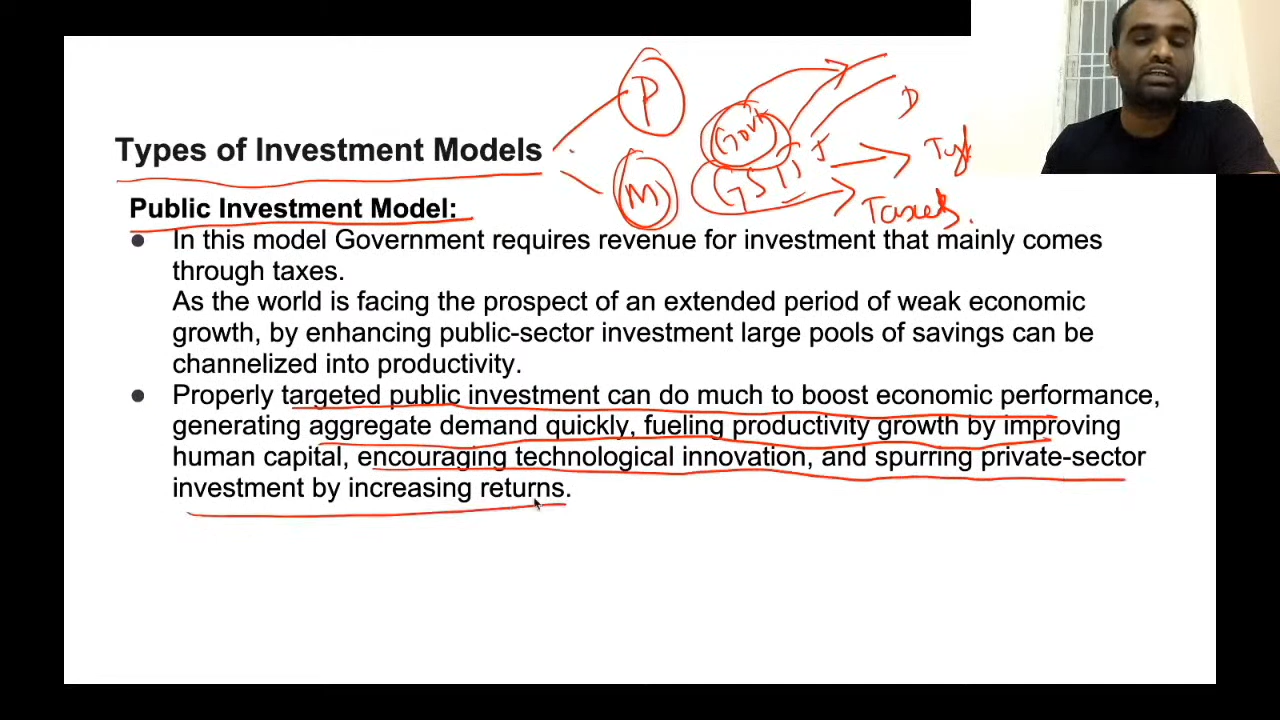 P
Govt
D
Types of Investment Models
M
GST
Taxes.
Public Investment Model:
● In this model Government requires revenue for investment that mainly comes
through taxes.
As the world is facing the prospect of an extended period of weak economic
growth, by enhancing public-sector investment large pools of savings can be
channelized into productivity.
● Properly targeted public investment can do much to boost economic performance,
generating aggregate demand quickly, fueling productivity growth by improving
human capital, encouraging technological innovation, and spurring private-sector
investment by increasing returns.